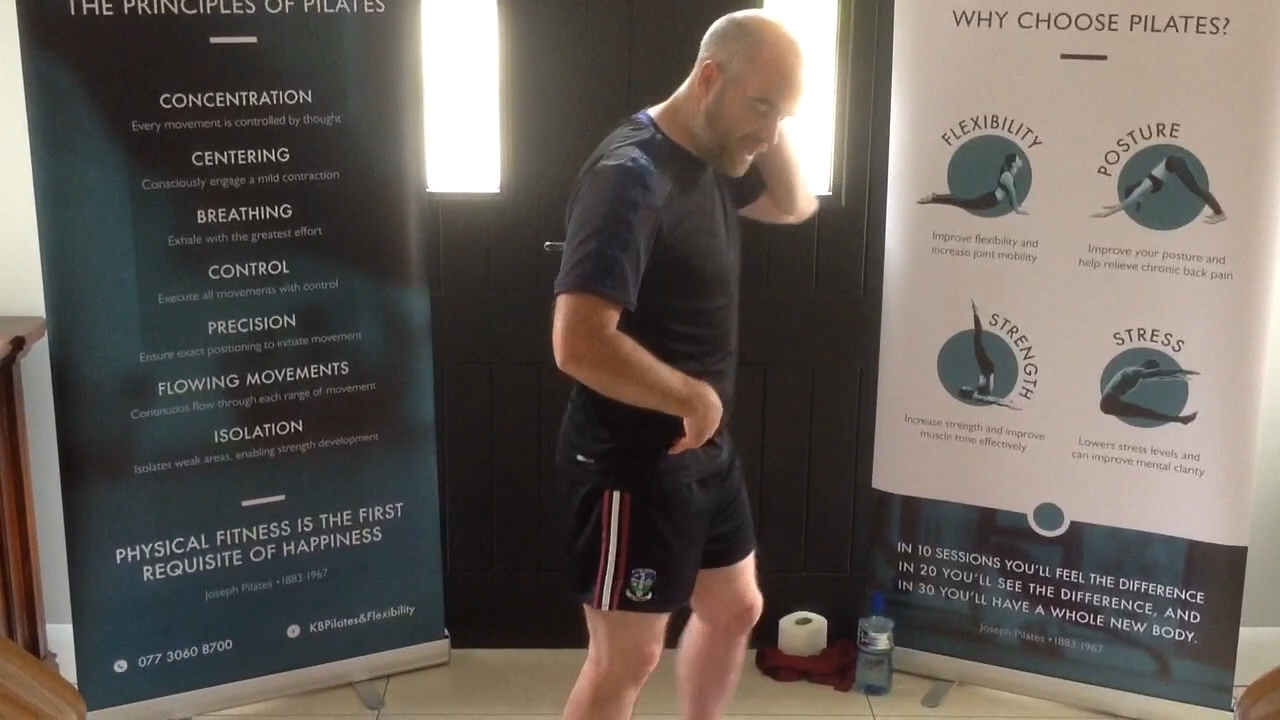 THE PRINCIPLES OF PILATES
CONCENTRATION
Every movement is controlled by thought
CENTERING
Consciously engage a mild contraction
BREATHING
Exhale with the greatest effort
CONTROL
Execute all movements with control
PRECISION
Ensure exact positioning to initiate movement
FLOWING MOVEMENTS
Continuous flow through each range of movement
ISOLATION
Isolates weak areas, enabling strength development
PHYSICAL FITNESS IS THE FIRST
REQUISITE OF HAPPINESS
Joseph Pilates • 1883-1967
KBPilates&Flexibility
077 3060 8700
WHY CHOOSE PILATES?
FLEXIBILITY
Improve flexibility and
increase joint mobility
POSTURE
Improve your posture and
help relieve chronic back pain
STRENGTH
Increase strength and improve
muscle tone effectively
STRESS
Lowers stress levels and
can improve mental clarity
IN 10 SESSIONS YOU'LL FEEL THE DIFFERENCE
IN 20 YOU'LL SEE THE DIFFERENCE, AND
IN 30 YOU'LL HAVE A WHOLE NEW BODY.
Joseph Pilates • 1883-1967